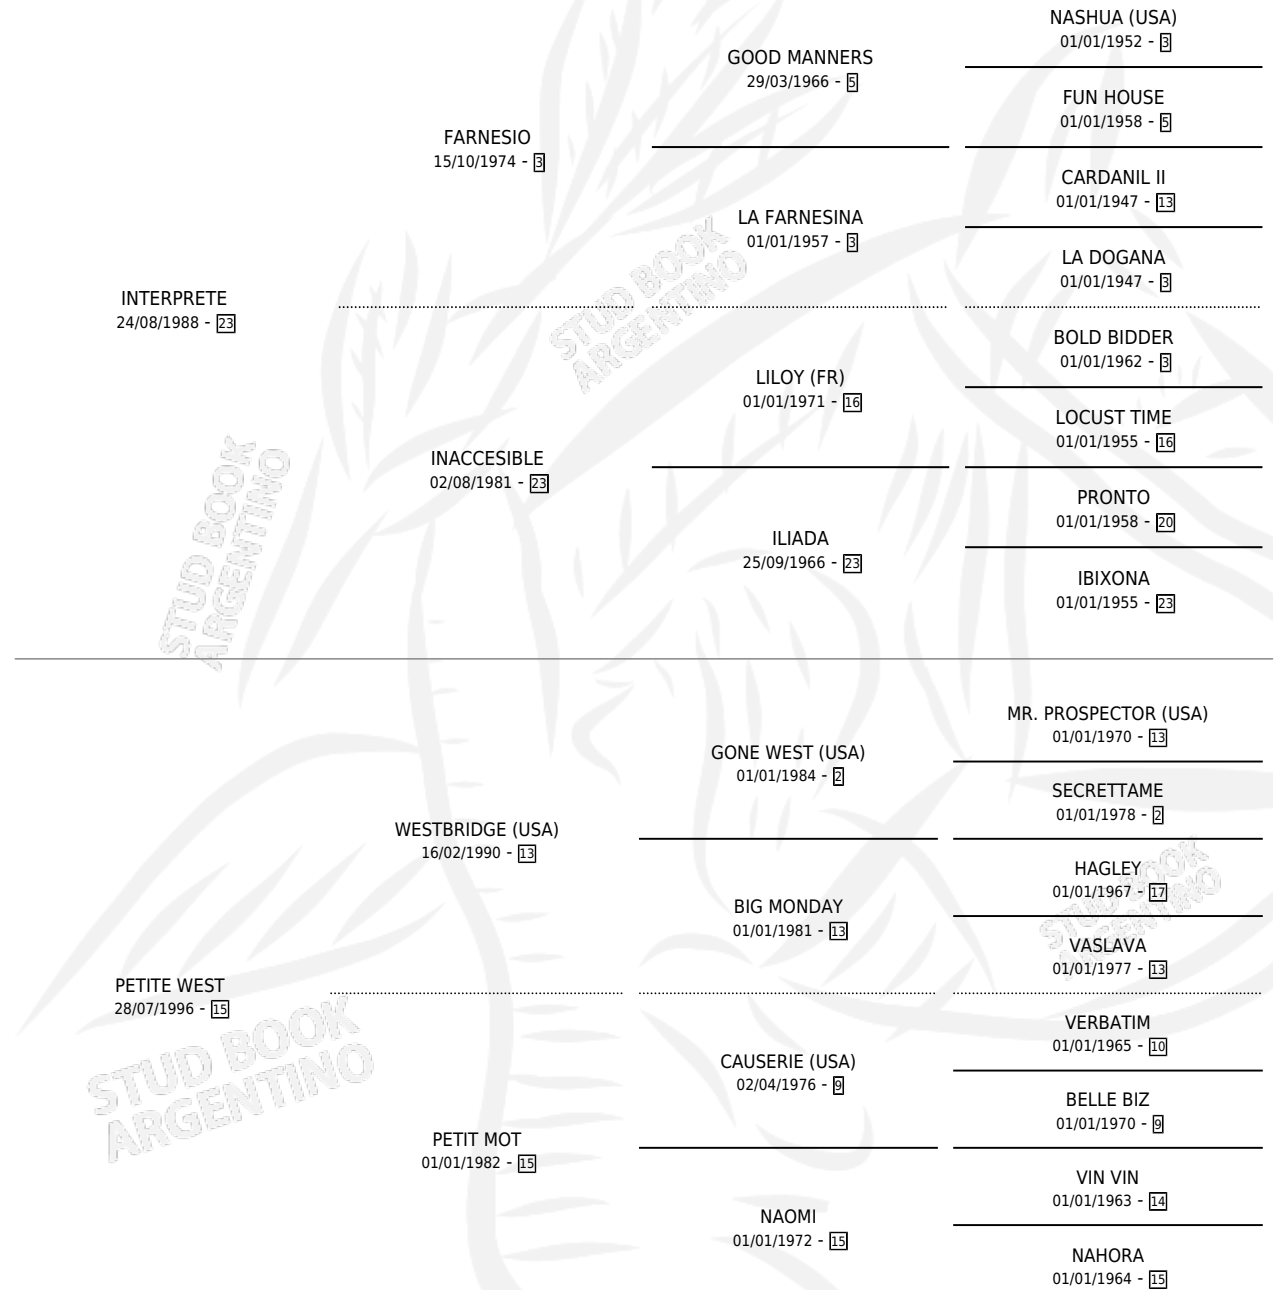 NASHUA (USA)
01/01/1952 - 3
GOOD MANNERS
29/03/1966 - 5
FUN HOUSE
01/01/1958 - 5
FARNESIO
15/10/1974 - 3
CARDANIL II
01/01/1947 - 13
LA FARNESINA
01/01/1957 - 3
LA DOGANA
01/01/1947 - 3
INTERPRETE
24/08/1988 - 23
STUD BOOK
ARGENTINO
BOLD BIDDER
01/01/1962 - 3
LILOY (FR)
01/01/1971 - 16
LOCUST TIME
01/01/1955 - 16
INACCESIBLE
02/08/1981 - 23
PRONTO
01/01/1958 - 20
ILIADA
25/09/1966 - 23
IBIXONA
01/01/1955 - 23
STUD BOOK
ARGENTINO
MR. PROSPECTOR (USA)
01/01/1970 - 13
GONE WEST (USA)
01/01/1984 - 2
SECRETTAME
01/01/1978 - 2
WESTBRIDGE (USA)
16/02/1990 - 13
HAGLEY
01/01/1967 - 17
BIG MONDAY
01/01/1981 - 13
STUD BOOK
ARGENTINO
VASLAVA
01/01/1977 - 13
PETITE WEST
28/07/1996 - 15
STUD BOOK
ARGENTINO
VERBATIM
01/01/1965 - 10
CAUSERIE (USA)
02/04/1976 - 9
BELLE BIZ
01/01/1970 - 9
PETIT MOT
01/01/1982 - 15
VIN VIN
01/01/1963 - 14
NAOMI
01/01/1972 - 15
NAHORA
01/01/1964 - 15